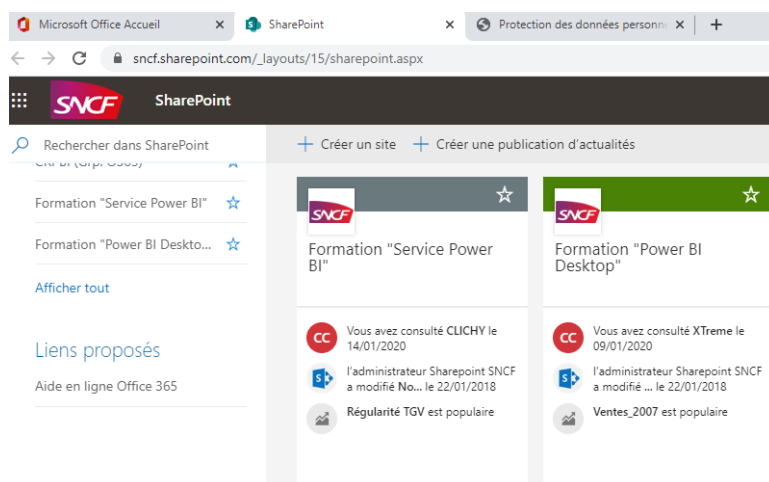 Microsoft Office Accueil
SharePoint
Protection des données personn
sncf.sharepoint.com/_layouts/15/sharepoint.aspx
SNCF
SharePoint
Rechercher dans SharePoint
Créer un site
Créer une publication d'actualités
Formation "Service Power BI"
Formation "Power BI Deskto...
Afficher tout
Liens proposés
Aide en ligne Office 365
SNCF
Formation "Service Power
BI"
CC
Vous avez consulté CLICHY le
14/01/2020
l'administrateur Sharepoint SNCF
a modifié No... le 22/01/2018
Régularité TGV est populaire
SNCF
Formation "Power BI
Desktop"
CC
Vous avez consulté XTreme le
09/01/2020
l'administrateur Sharepoint SNCF
a modifié ... le 22/01/2018
Ventes_2007 est populaire